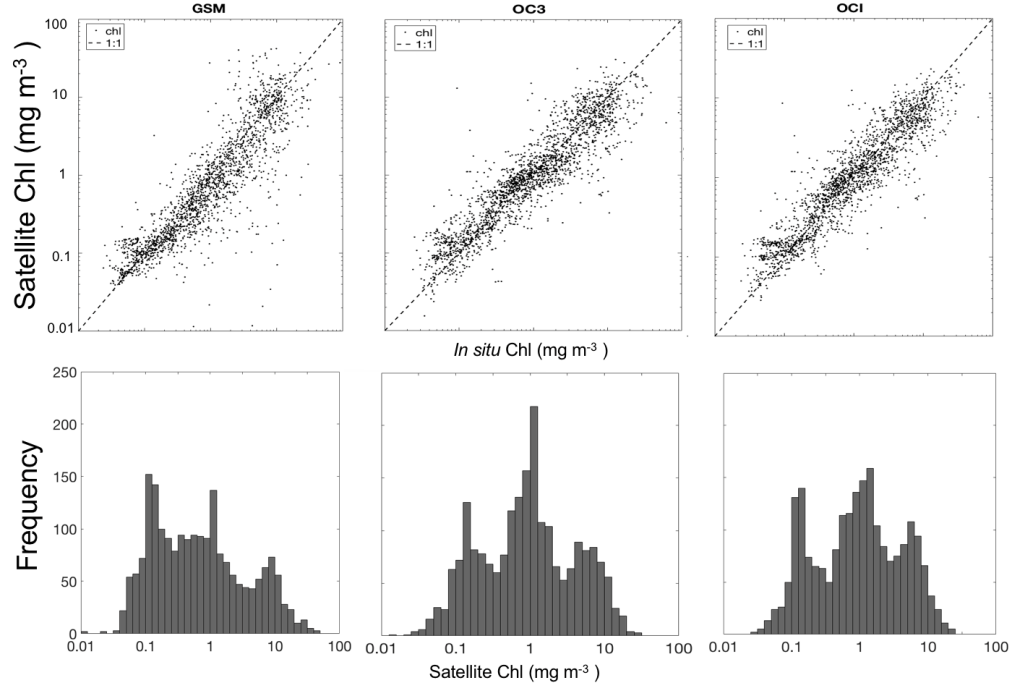 GSM
OC3
OCI
Satellite Chl (mg m-3)
100
10
1
0.1
0.01
chl
1:1
chl
1:1
chl
1:1
In situ Chl (mg m-3 )
Frequency
250
200
150
100
50
0
0.01 0.1 1 10 100
0.01 0.1 1 10 100
0.01 0.1 1 10 100
Satellite Chl (mg m-3 )